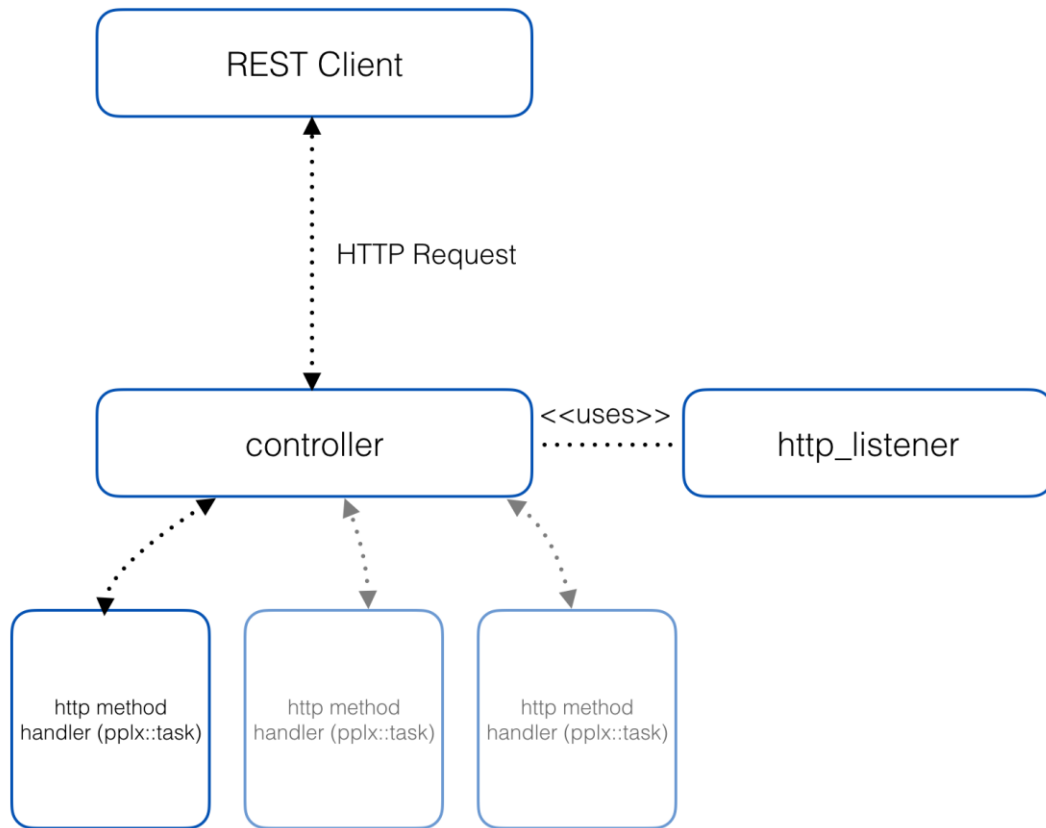 REST Client
HTTP Request
controller
<<uses>>
http_listener
http method
handler (pplx::task)
http method
handler (pplx::task)
http method
handler (pplx::task)